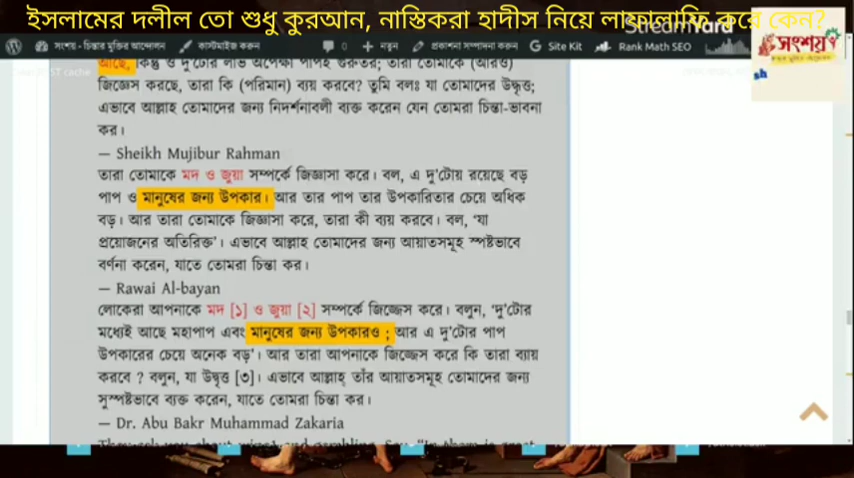 ইসলামের দলীল তো শুধু কুরআন, নাস্তিকরা হাদীস নিয়ে লাফালাফি করে কেন?
StreamYard
সংশয় - চিন্তার মুক্তির আন্দোলন কাস্টমাইজ করুন 0 নতুন প্রকাশনা সম্পাদনা করুন Site Kit Rank Math SEO
সংশয়
আছে, কিন্তু ও দু'টোর লাভ অপেক্ষা পাপই গুরুতর; তারা তোমাকে (আরও)
জিজ্ঞেস করছে, তারা কি (পরিমান) ব্যয় করবে? তুমি বলঃ যা তোমাদের উদ্ধৃত্ত;
এভাবে আল্লাহ তোমাদের জন্য নিদর্শনাবলী ব্যক্ত করেন যেন তোমরা চিন্তা-ভাবনা
কর।
— Sheikh Mujibur Rahman
তারা তোমাকে মদ ও জুয়া সম্পর্কে জিজ্ঞাসা করে। বল, এ দু'টোয় রয়েছে বড়
পাপ ও মানুষের জন্য উপকার। আর তার পাপ তার উপকারিতার চেয়ে অধিক
বড়। আর তারা তোমাকে জিজ্ঞাসা করে, তারা কী ব্যয় করবে। বল, ‘যা
প্রয়োজনের অতিরিক্ত’। এভাবে আল্লাহ তোমাদের জন্য আয়াতসমূহ স্পষ্টভাবে
বর্ণনা করেন, যাতে তোমরা চিন্তা কর।
— Rawai Al-bayan
লোকেরা আপনাকে মদ [১] ও জুয়া [২] সম্পর্কে জিজ্ঞেস করে। বলুন, ‘দু'টোর
মধ্যেই আছে মহাপাপ এবং মানুষের জন্য উপকারও ; আর এ দু'টোর পাপ
উপকারের চেয়ে অনেক বড়’। আর তারা আপনাকে জিজ্ঞেস করে কি তারা ব্যায়
করবে ? বলুন, যা উদ্বৃত্ত [৩]। এভাবে আল্লাহ্ তাঁর আয়াতসমূহ তোমাদের জন্য
সুস্পষ্টভাবে ব্যক্ত করেন, যাতে তোমরা চিন্তা কর।
— Dr. Abu Bakr Muhammad Zakaria